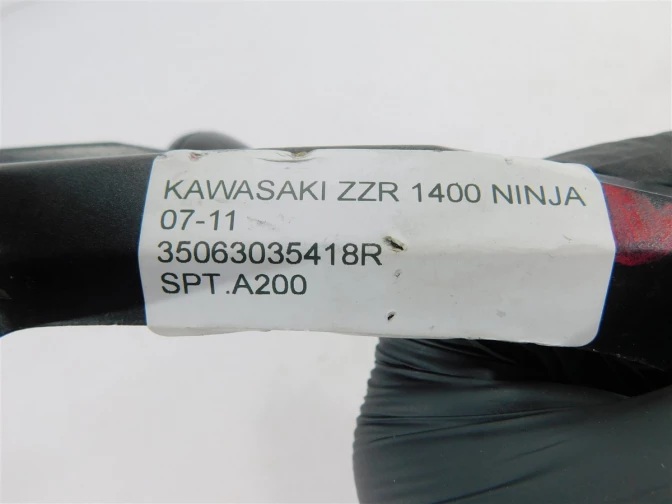 KAWASAKI ZZR 1400 NINJA
07-11
35063035418R
SPT.A200